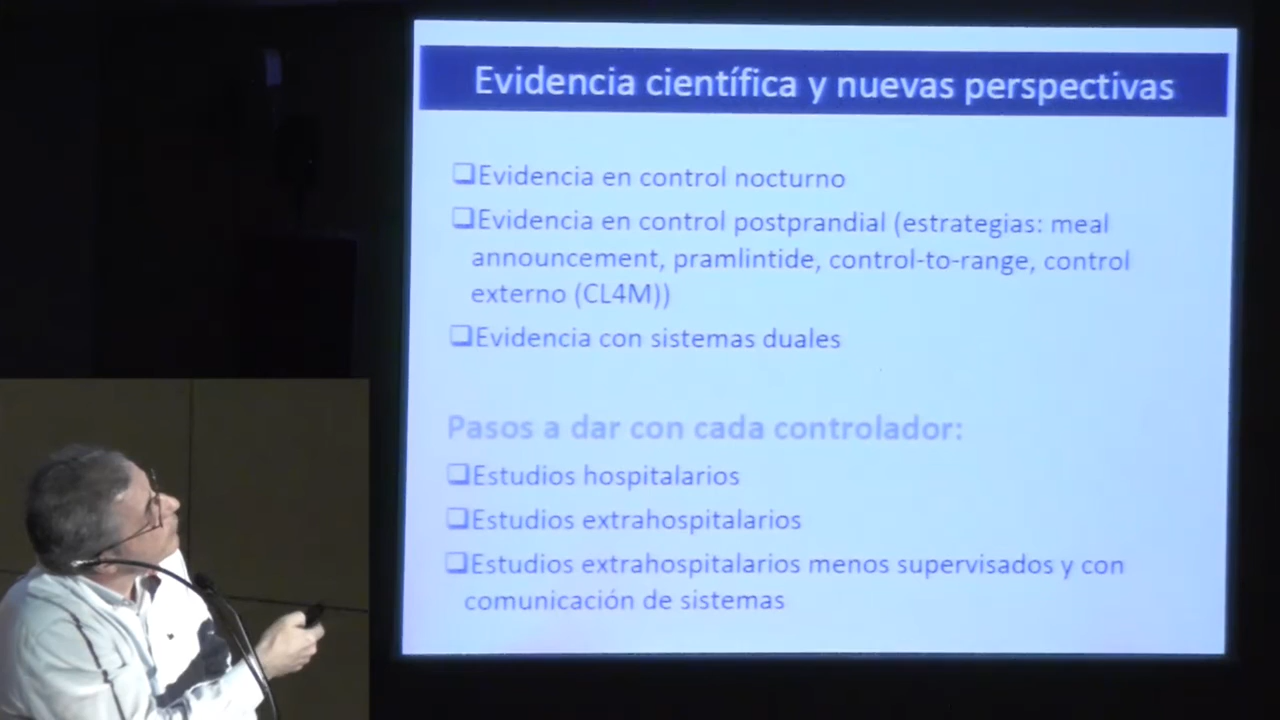 Evidencia científica y nuevas perspectivas
❑Evidencia en control nocturno
❑Evidencia en control postprandial (estrategias: meal
announcement, pramlintide, control-to-range, control
externo (CL4M))
❑Evidencia con sistemas duales
Pasos a dar con cada controlador:
❑Estudios hospitalarios
❑Estudios extrahospitalarios
❑Estudios extrahospitalarios menos supervisados y con
comunicación de sistemas